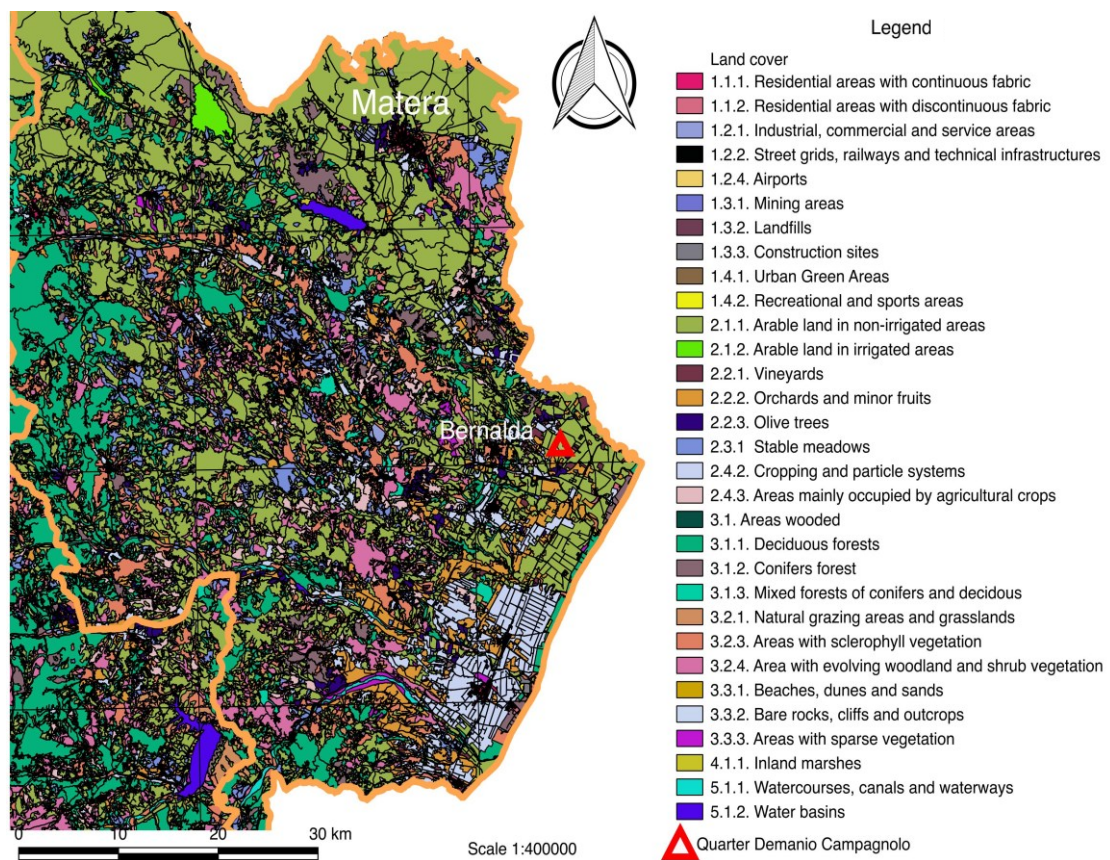 Matera
Bernalda
0 10 20 30 km
Scale 1:400000
Legend
Land cover
1.1.1. Residential areas with continuous fabric
1.1.2. Residential areas with discontinuous fabric
1.2.1. Industrial, commercial and service areas
1.2.2. Street grids, railways and technical infrastructures
1.2.4. Airports
1.3.1. Mining areas
1.3.2. Landfills
1.3.3. Construction sites
1.4.1. Urban Green Areas
1.4.2. Recreational and sports areas
2.1.1. Arable land in non-irrigated areas
2.1.2. Arable land in irrigated areas
2.2.1. Vineyards
2.2.2. Orchards and minor fruits
2.2.3. Olive trees
2.3.1 Stable meadows
2.4.2. Cropping and particle systems
2.4.3. Areas mainly occupied by agricultural crops
3.1. Areas wooded
3.1.1. Deciduous forests
3.1.2. Conifers forest
3.1.3. Mixed forests of conifers and decidous
3.2.1. Natural grazing areas and grasslands
3.2.3. Areas with sclerophyll vegetation
3.2.4. Area with evolving woodland and shrub vegetation
3.3.1. Beaches, dunes and sands
3.3.2. Bare rocks, cliffs and outcrops
3.3.3. Areas with sparse vegetation
4.1.1. Inland marshes
5.1.1. Watercourses, canals and waterways
5.1.2. Water basins
Quarter Demanio Campagnolo